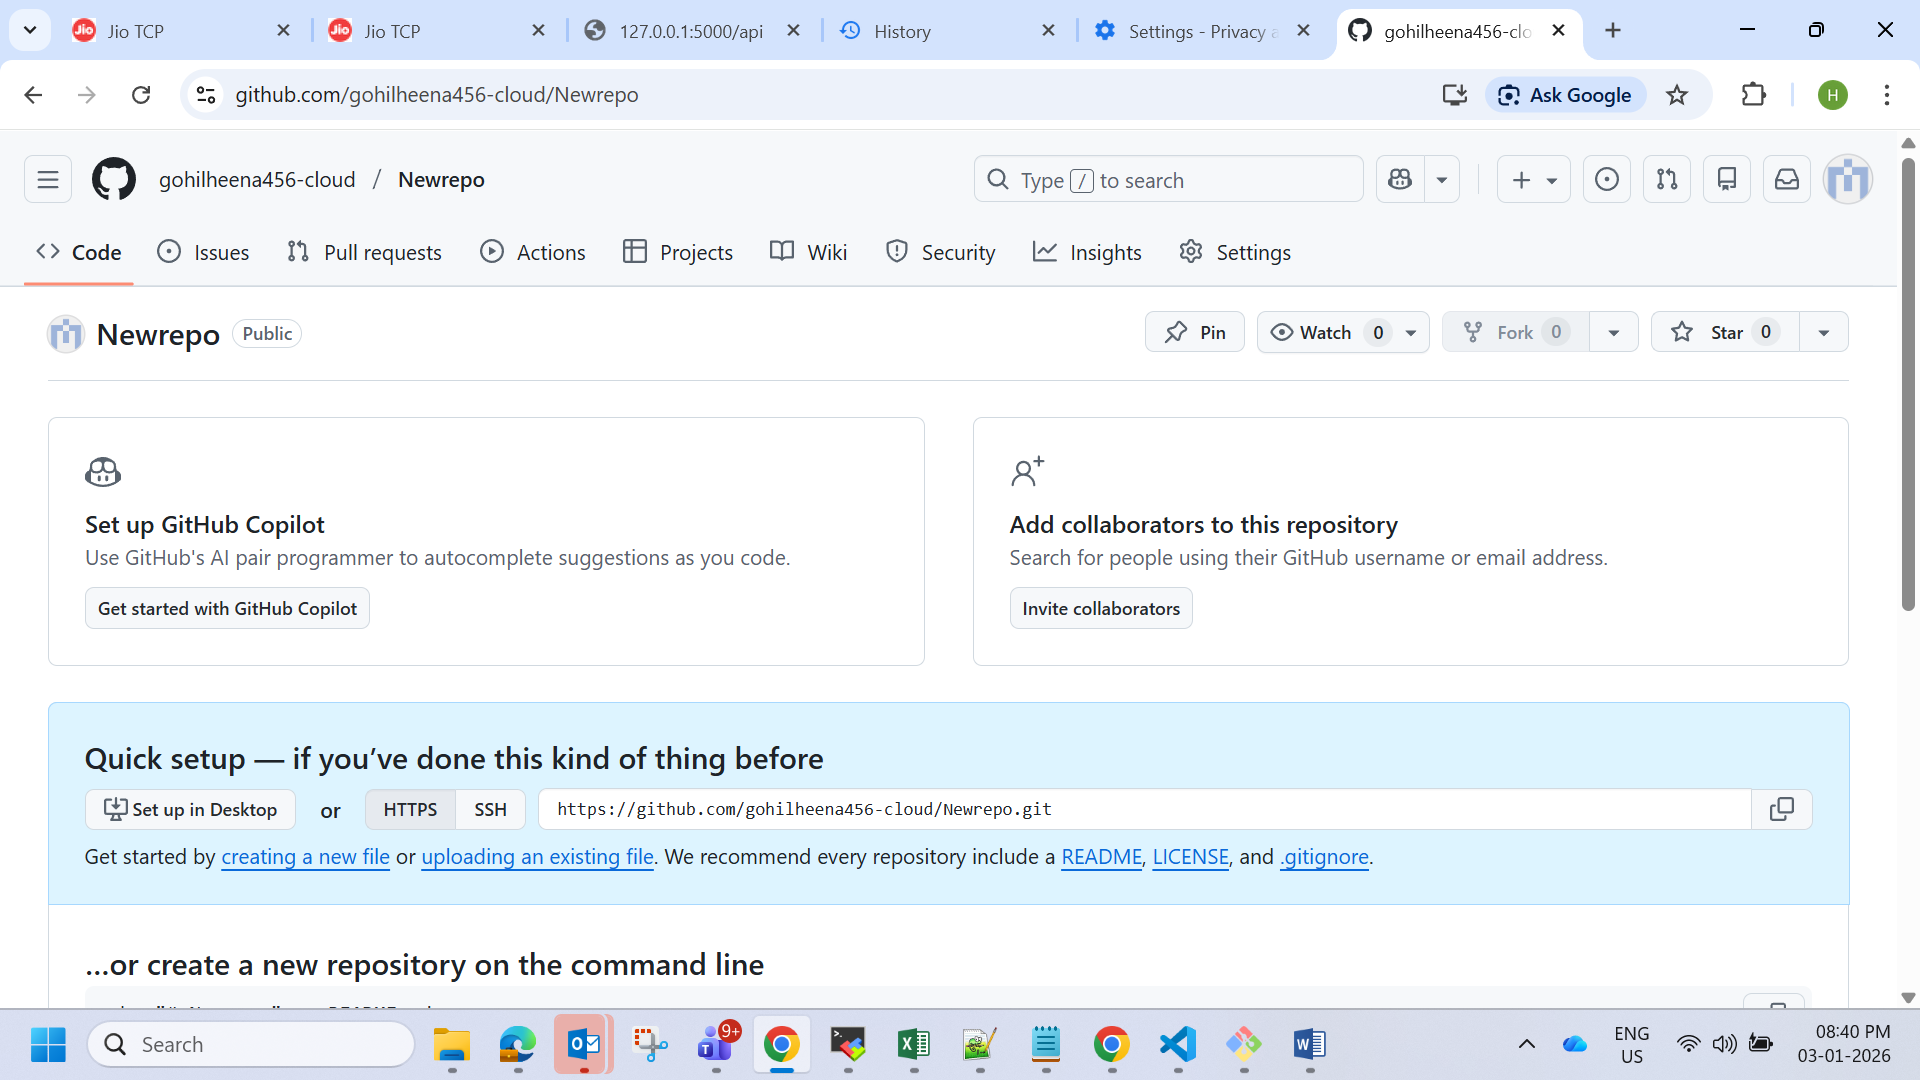 Jio TCP
Jio TCP
127.0.0.1:5000/api
History
Settings - Privacy a
gohilheena456-clo
github.com/gohilheena456-cloud/Newrepo
Ask Google
H
gohilheena456-cloud / Newrepo
Type / to search
Code
Issues
Pull requests
Actions
Projects
Wiki
Security
Insights
Settings
Newrepo Public
Pin
Watch 0
Fork 0
Star 0
Set up GitHub Copilot
Use GitHub's AI pair programmer to autocomplete suggestions as you code.
Get started with GitHub Copilot
Add collaborators to this repository
Search for people using their GitHub username or email address.
Invite collaborators
Quick setup — if you’ve done this kind of thing before
Set up in Desktop or HTTPS SSH https://github.com/gohilheena456-cloud/Newrepo.git
Get started by creating a new file or uploading an existing file. We recommend every repository include a README, LICENSE, and .gitignore.
…or create a new repository on the command line
Search
9+
ENG
US
08:40 PM
03-01-2026